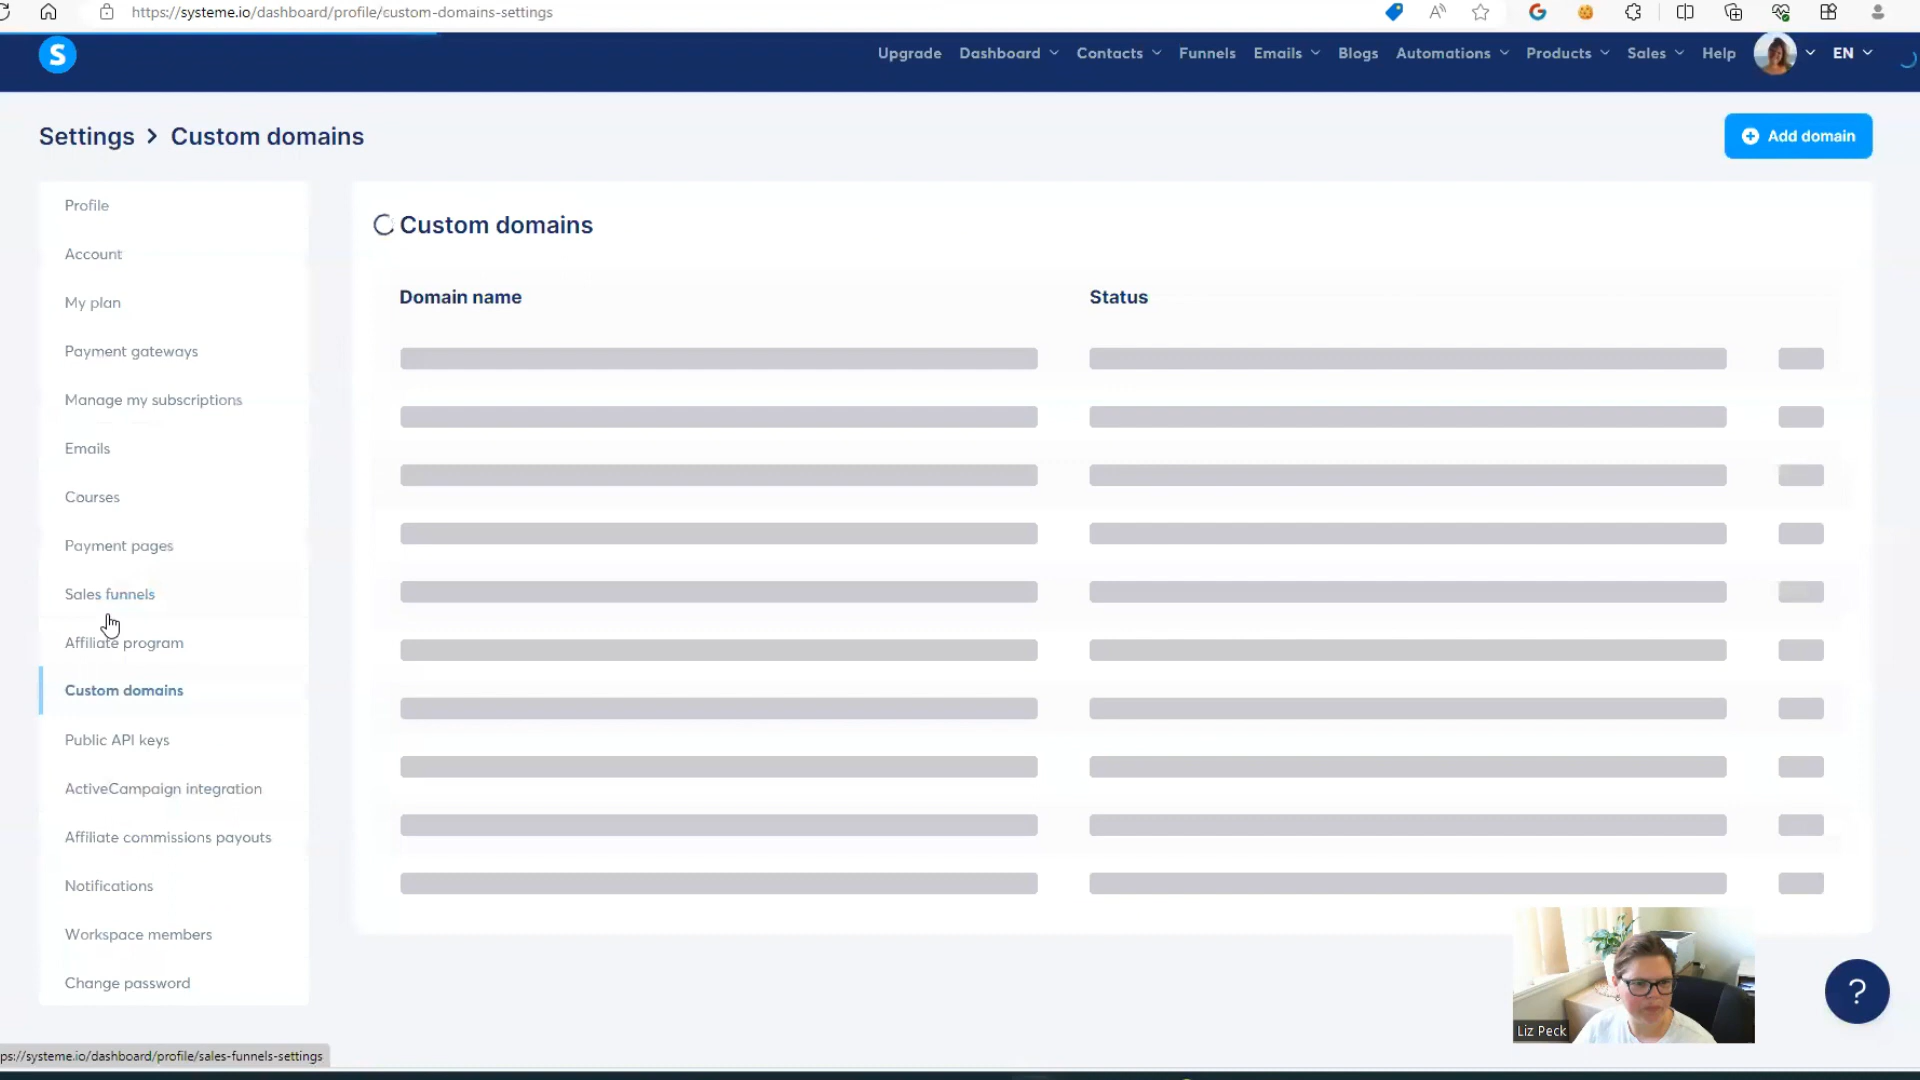 https://systeme.io/dashboard/profile/custom-domains-settings
S
Upgrade Dashboard Contacts Funnels Emails Blogs Automations Products Sales Help EN
Settings > Custom domains
Add domain
Profile
Account
My plan
Payment gateways
Manage my subscriptions
Emails
Courses
Payment pages
Sales funnels
Affiliate program
Custom domains
Public API keys
ActiveCampaign integration
Affiliate commissions payouts
Notifications
Workspace members
Change password
Custom domains
Domain name Status
Liz Peck
?
ps://systeme.io/dashboard/profile/sales-funnels-settings